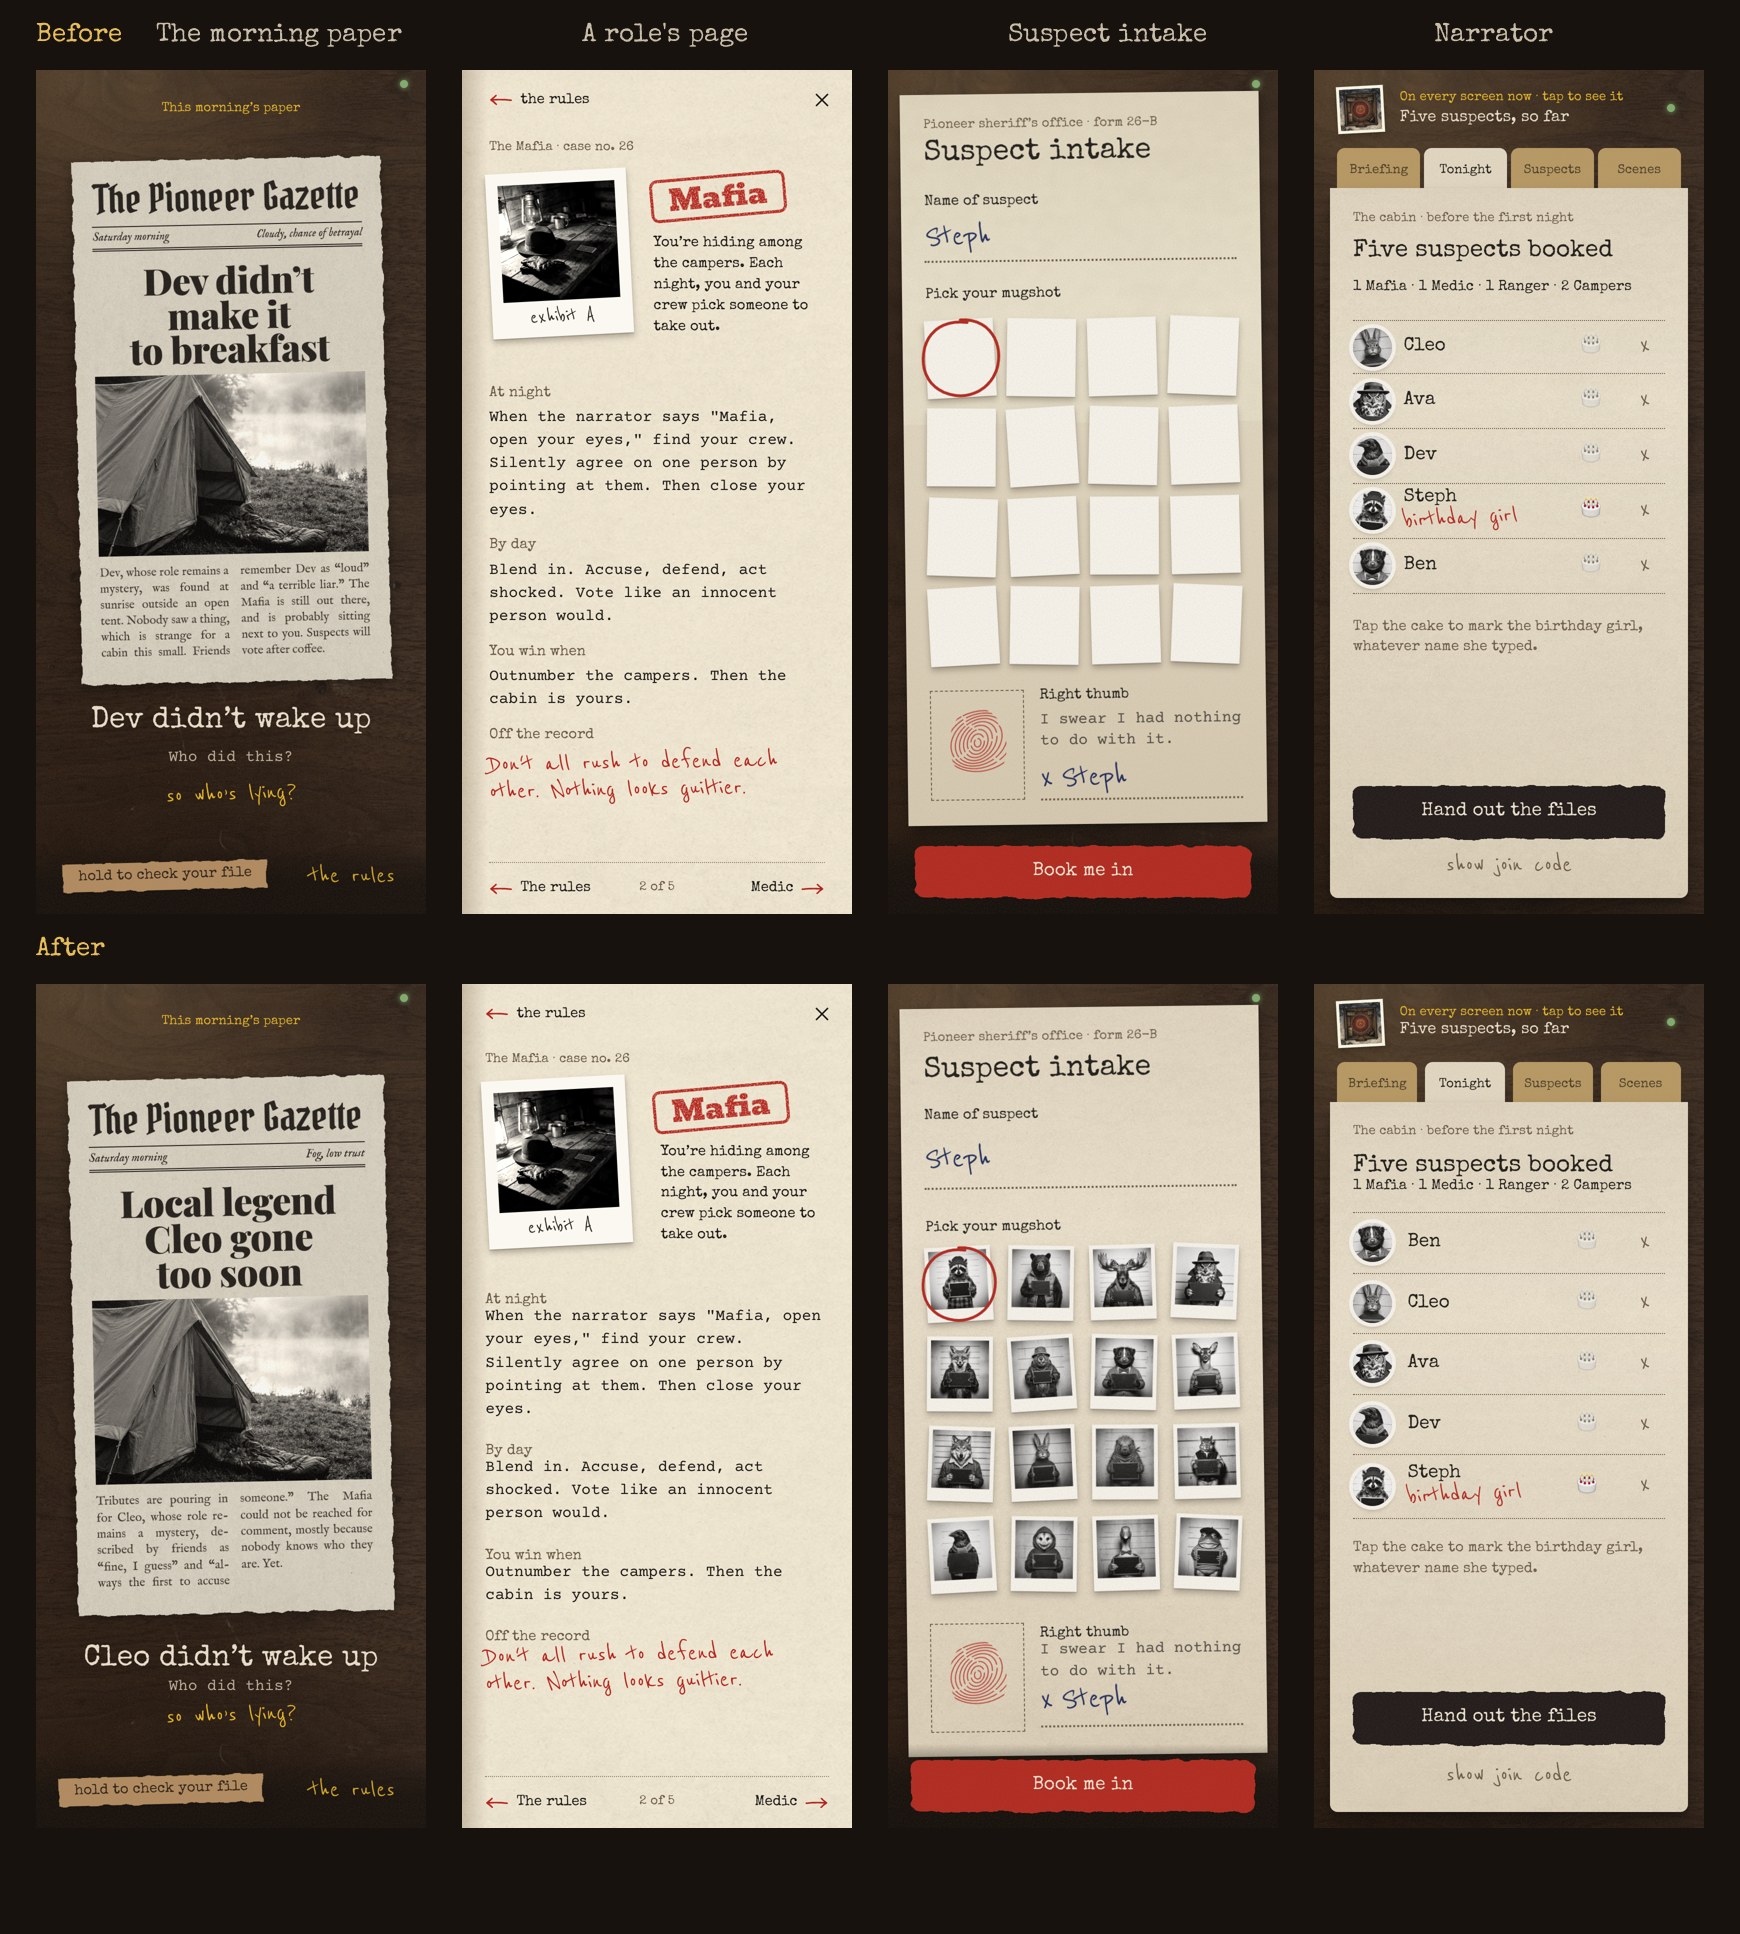 Before
The morning paper
A role's page
Suspect intake
Narrator
This morning's paper
The Pioneer Gazette
Saturday morning
Cloudy, chance of betrayal
Dev didn't
make it
to breakfast
Dev, whose role remains a
mystery, was found at
sunrise outside an open
tent. Nobody saw a thing,
which is strange for a
cabin this small. Friends
remember Dev as “loud”
and “a terrible liar.” The
Mafia is still out there,
and is probably sitting
next to you. Suspects will
vote after coffee.
Dev didn't wake up
Who did this?
so who's lying?
hold to check your file
the rules
← the rules
×
The Mafia · case no. 26
exhibit A
Mafia
You're hiding among
the campers. Each
night, you and your
crew pick someone to
take out.
At night
When the narrator says "Mafia,
open your eyes," find your crew.
Silently agree on one person by
pointing at them. Then close your
eyes.
By day
Blend in. Accuse, defend, act
shocked. Vote like an innocent
person would.
You win when
Outnumber the campers. Then the
cabin is yours.
Off the record
Don't all rush to defend each
other. Nothing looks guiltier.
← The rules
2 of 5
Medic →
Pioneer sheriff's office · form 26-B
Suspect intake
Name of suspect
Steph
Pick your mugshot
Right thumb
I swear I had nothing
to do with it.
x Steph
Book me in
On every screen now · tap to see it
Five suspects, so far
Briefing
Tonight
Suspects
Scenes
The cabin · before the first night
Five suspects booked
1 Mafia · 1 Medic · 1 Ranger · 2 Campers
Cleo
x
Ava
x
Dev
x
Steph
birthday girl
x
Ben
x
Tap the cake to mark the birthday girl,
whatever name she typed.
Hand out the files
show join code
After
This morning's paper
The Pioneer Gazette
Saturday morning
Fog, low trust
Local legend
Cleo gone
too soon
Tributes are pouring in
for Cleo, whose role re-
mains a mystery, de-
scribed by friends as
“fine, I guess” and “al-
ways the first to accuse
someone.” The Mafia
could not be reached for
comment, mostly because
nobody knows who they
are. Yet.
Cleo didn't wake up
Who did this?
so who's lying?
hold to check your file
the rules
← the rules
×
The Mafia · case no. 26
exhibit A
Mafia
You're hiding among
the campers. Each
night, you and your
crew pick someone to
take out.
At night
When the narrator says "Mafia, open
your eyes," find your crew.
Silently agree on one person by
pointing at them. Then close your
eyes.
By day
Blend in. Accuse, defend, act
shocked. Vote like an innocent
person would.
You win when
Outnumber the campers. Then the
cabin is yours.
Off the record
Don't all rush to defend each
other. Nothing looks guiltier.
← The rules
2 of 5
Medic →
Pioneer sheriff's office · form 26-B
Suspect intake
Name of suspect
Steph
Pick your mugshot
Right thumb
I swear I had nothing
to do with it.
x Steph
Book me in
On every screen now · tap to see it
Five suspects, so far
Briefing
Tonight
Suspects
Scenes
The cabin · before the first night
Five suspects booked
1 Mafia · 1 Medic · 1 Ranger · 2 Campers
Ben
x
Cleo
x
Ava
x
Dev
x
Steph
birthday girl
x
Tap the cake to mark the birthday girl,
whatever name she typed.
Hand out the files
show join code